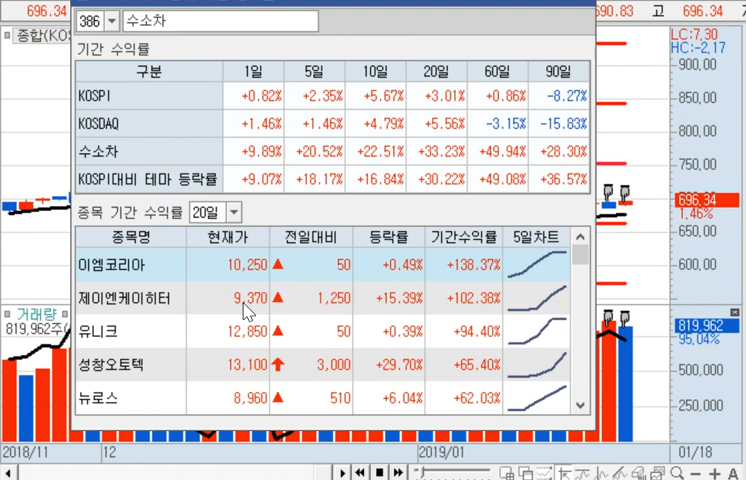 696.34
690.83 고 696.34
386 수소차
종합(KOS
LC:7.30
HC:-2.17
기간 수익률
구분 1일 5일 10일 20일 60일 90일
KOSPI +0.82% +2.35% +5.67% +3.01% +0.86% -8.27%
KOSDAQ +1.46% +1.46% +4.79% +5.56% -3.15% -15.83%
수소차 +9.89% +20.52% +22.51% +33.23% +49.94% +28.30%
KOSPI대비 테마 등락률 +9.07% +18.17% +16.84% +30.22% +49.08% +36.57%
900,00
850,00
800,00
750,00
696.34
1,46%
650,00
600,00
종목 기간 수익률 20일
종목명 현재가 전일대비 등락률 기간수익률 5일차트
이엠코리아 10,250 ▲ 50 +0.49% +138.37%
제이엔케이히터 9,370 ▲ 1,250 +15.39% +102.38%
유니크 12,850 ▲ 50 +0.39% +94.40%
성창오토텍 13,100 ↑ 3,000 +29.70% +65.40%
뉴로스 8,960 ▲ 510 +6.04% +62.03%
거래량
819,962주(
819,962
95,04%
500,000
250,000
2018/11 12 2019/01 01/18
A